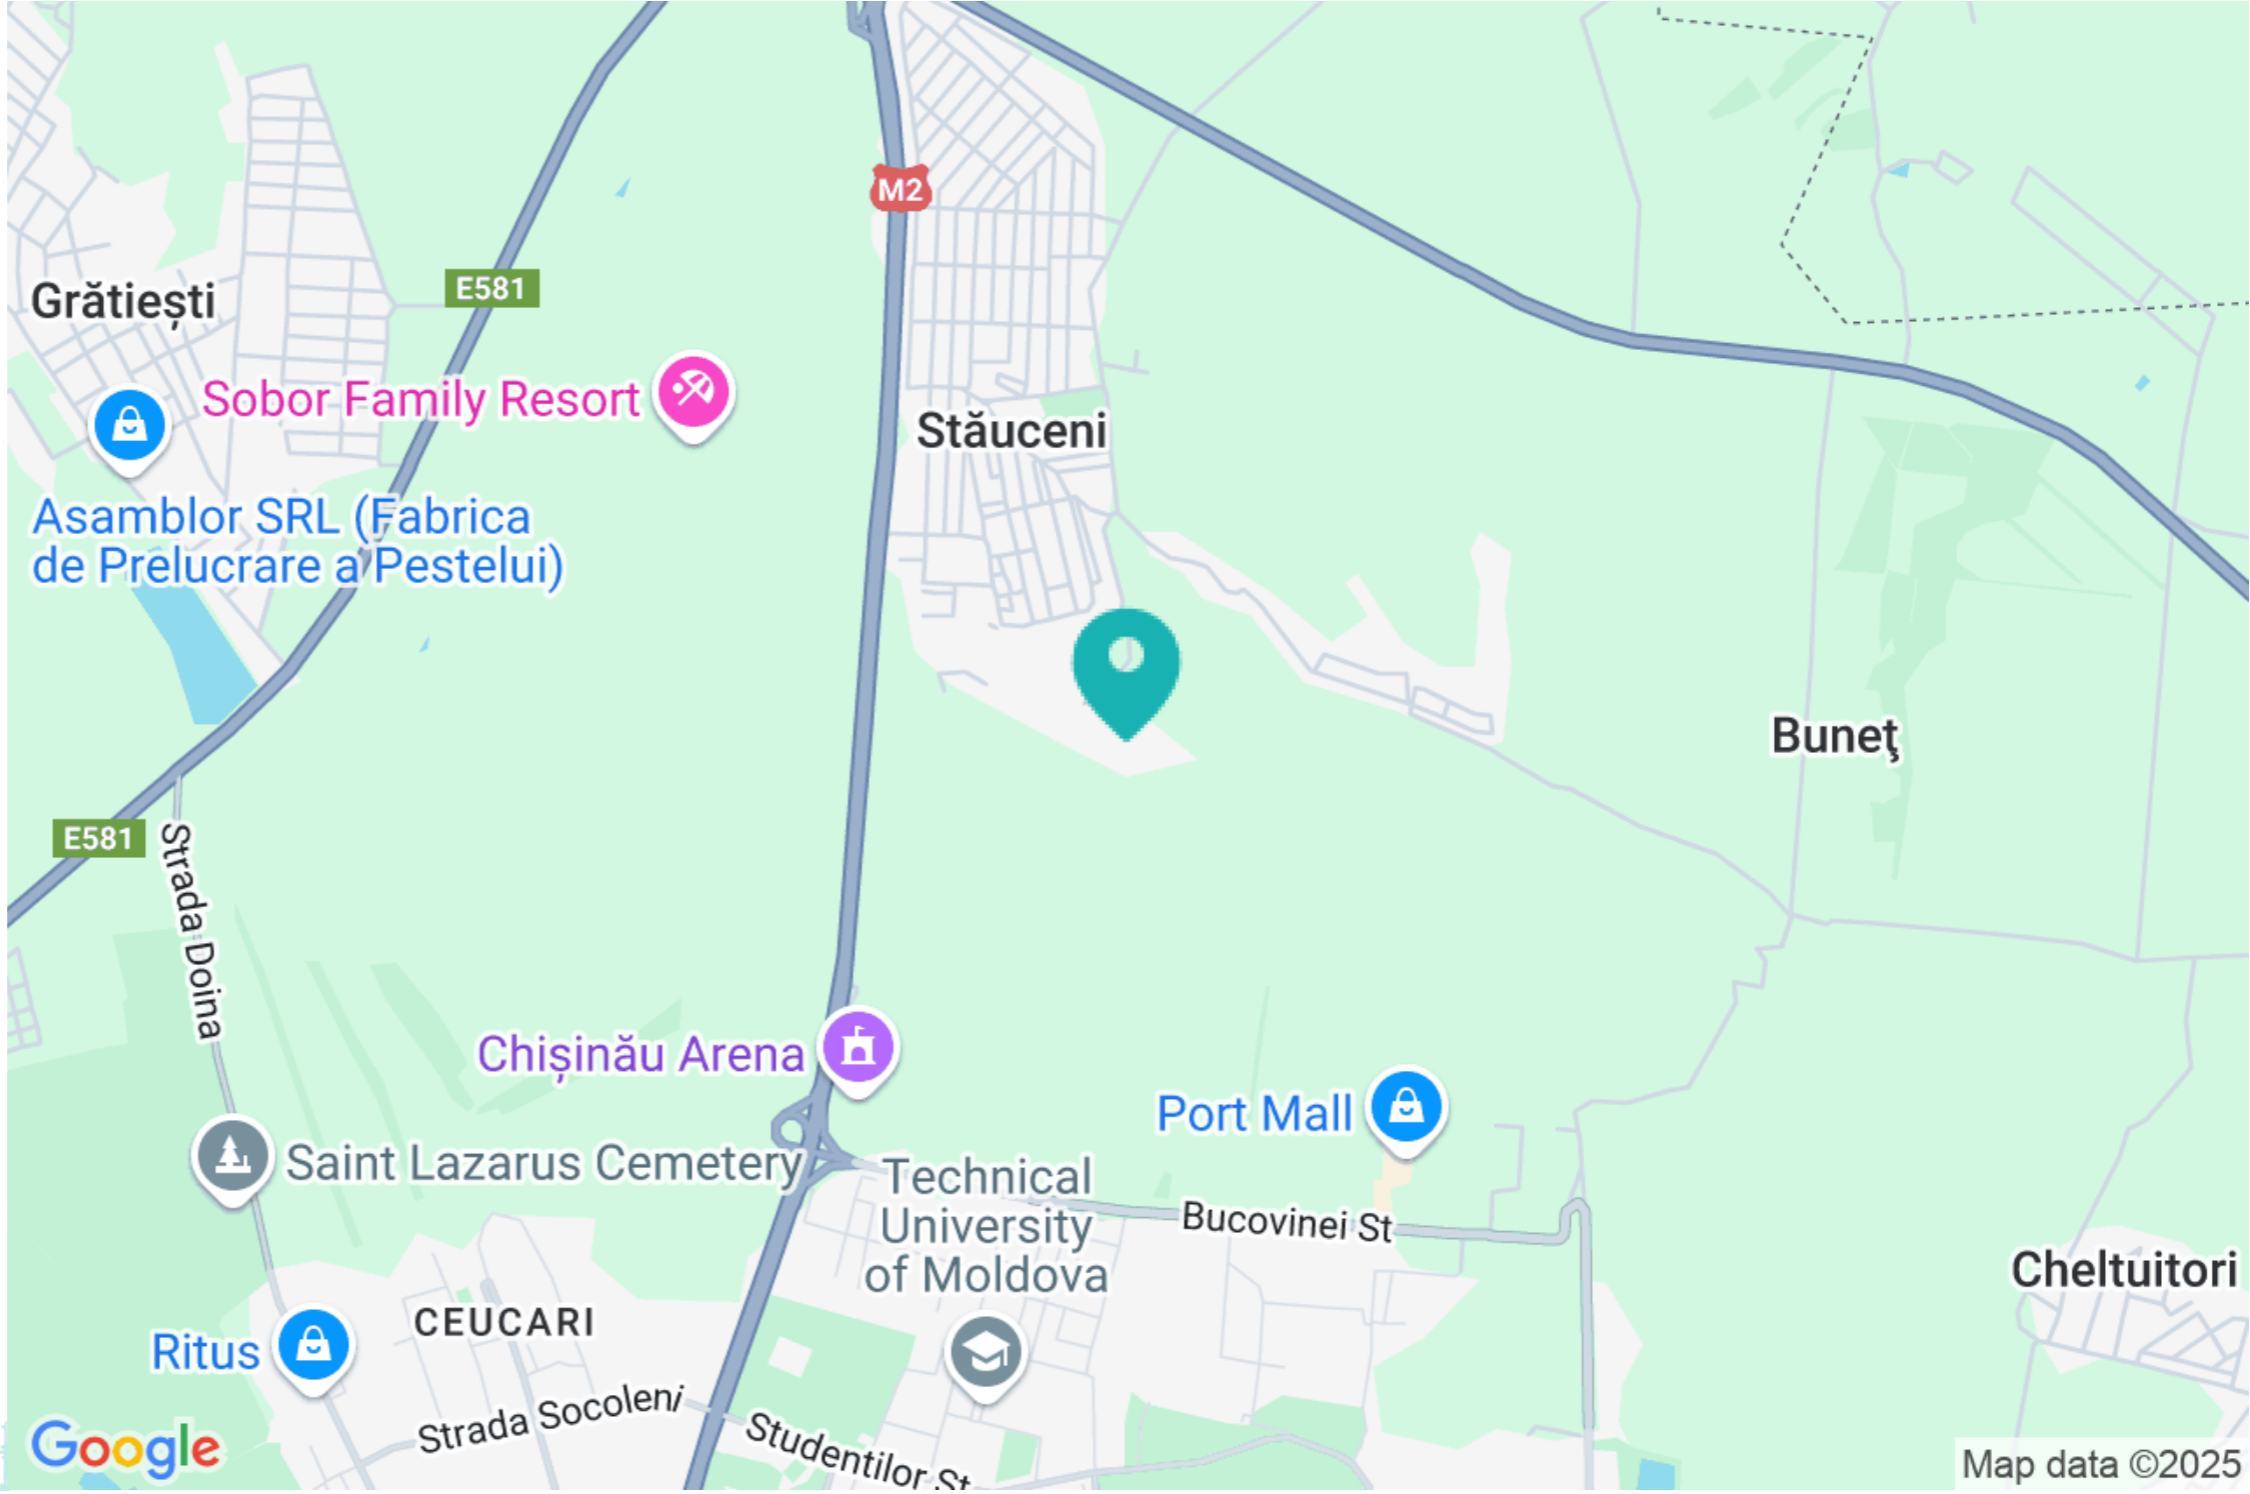 M2
E581
Grătiești
Sobor Family Resort
Stăuceni
Asamblor SRL (Fabrica
de Prelucrare a Pestelui)
Buneţ
E581
Strada Doina
Chișinău Arena
Port Mall
Saint Lazarus Cemetery
Technical
University
of Moldova
Bucovinei St
Cheltuitori
CEUCARI
Ritus
Strada Socoleni
Studentilor St
Google
Map data ©2025